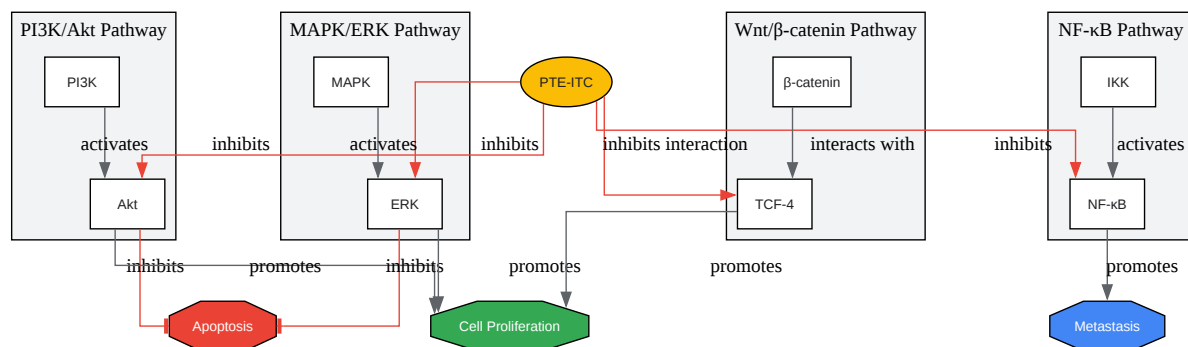 PI3K/Akt Pathway
MAPK/ERK Pathway
Wnt/β-catenin Pathway
NF-κB Pathway
PI3K
MAPK
PTE-ITC
β-catenin
IKK
activates
inhibits
activates
inhibits
inhibits interaction
interacts with
inhibits
activates
Akt
ERK
TCF-4
NF-κB
inhibits
promotes
inhibits
promotes
promotes
promotes
Apoptosis
Cell Proliferation
Metastasis